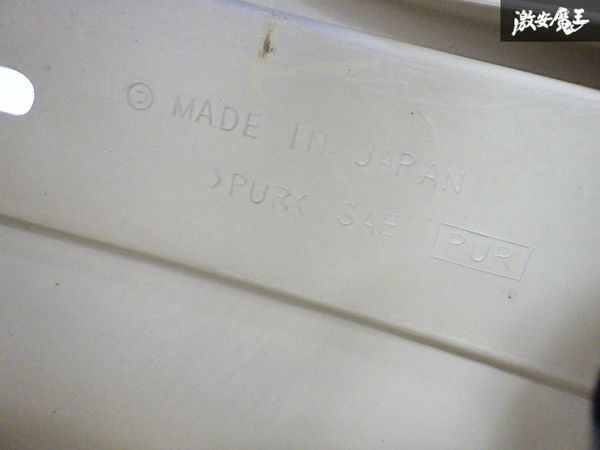 激安魔王
MADE IN JAPAN
>PUR< SAE PUR